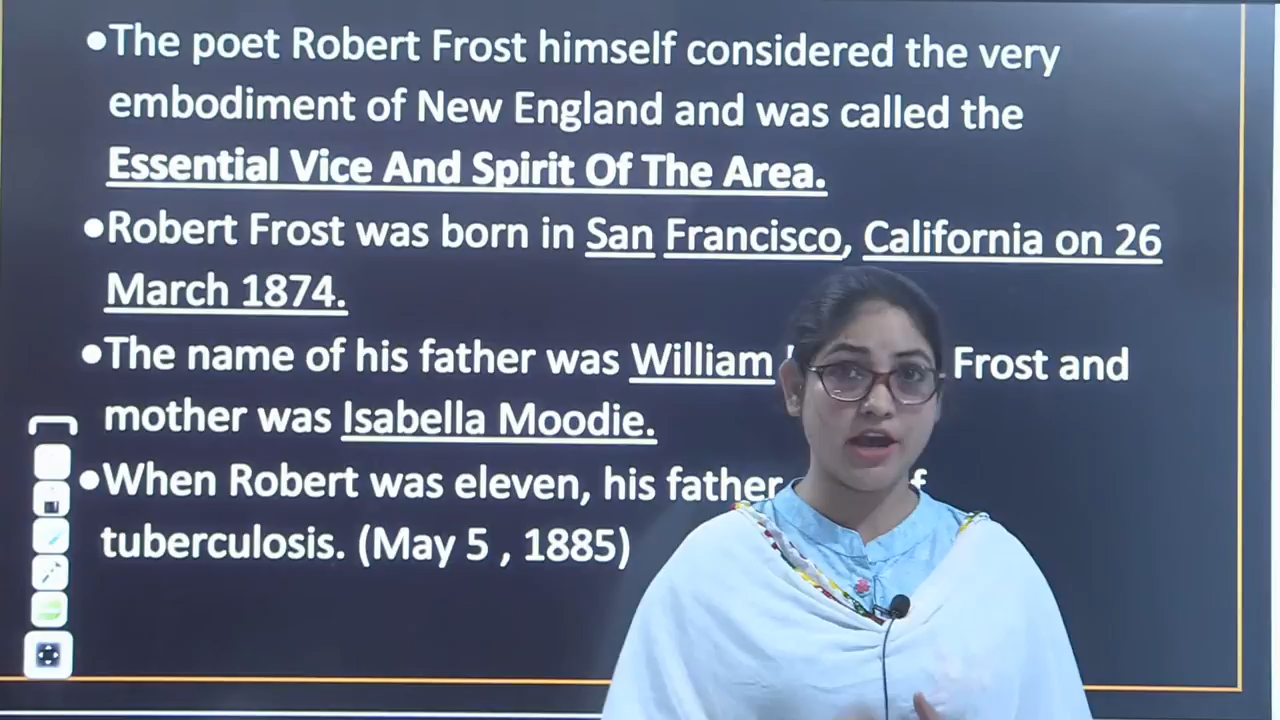 •The poet Robert Frost himself considered the very
embodiment of New England and was called the
Essential Vice And Spirit Of The Area.
•Robert Frost was born in San Francisco, California on 26
March 1874.
•The name of his father was William Frost and
mother was Isabella Moodie.
•When Robert was eleven, his father f
tuberculosis. (May 5 , 1885)